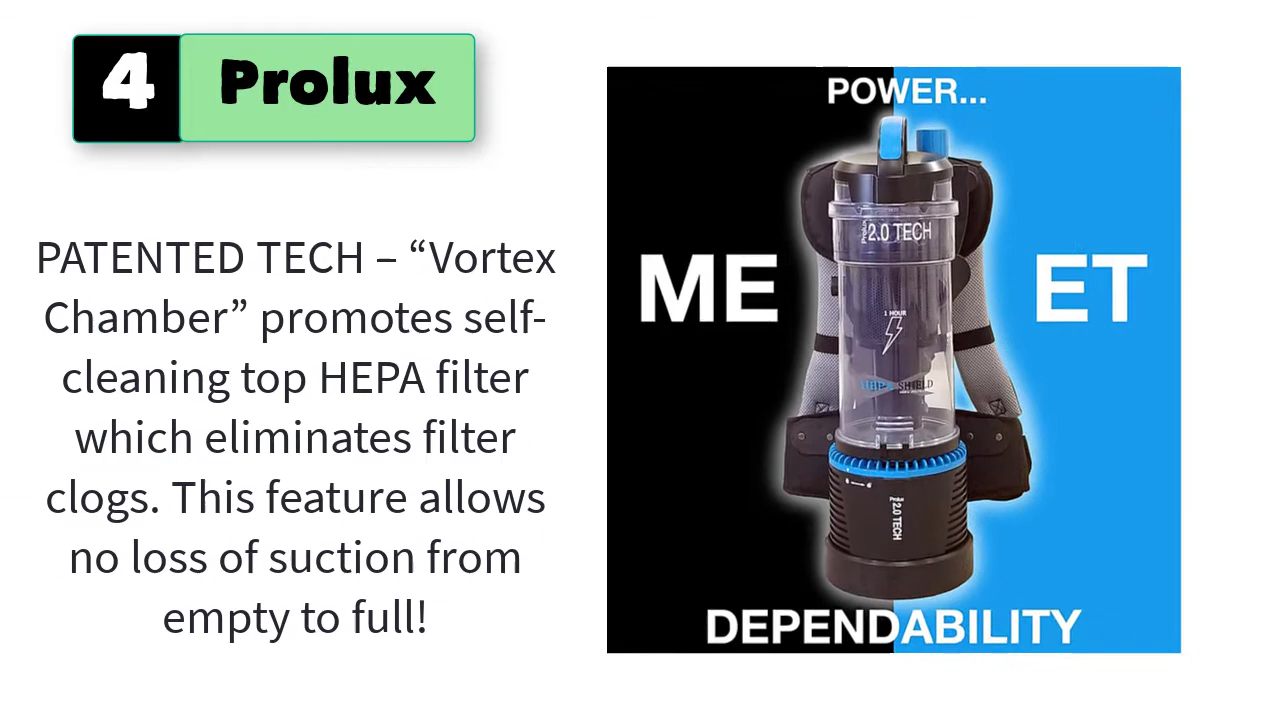 4 Prolux
PATENTED TECH – “Vortex
Chamber” promotes self-
cleaning top HEPA filter
which eliminates filter
clogs. This feature allows
no loss of suction from
empty to full!
POWER...
Prolux 2.0 TECH
ME ET
1 HOUR
SHIELD
Prolux
2.0 TECH
DEPENDABILITY